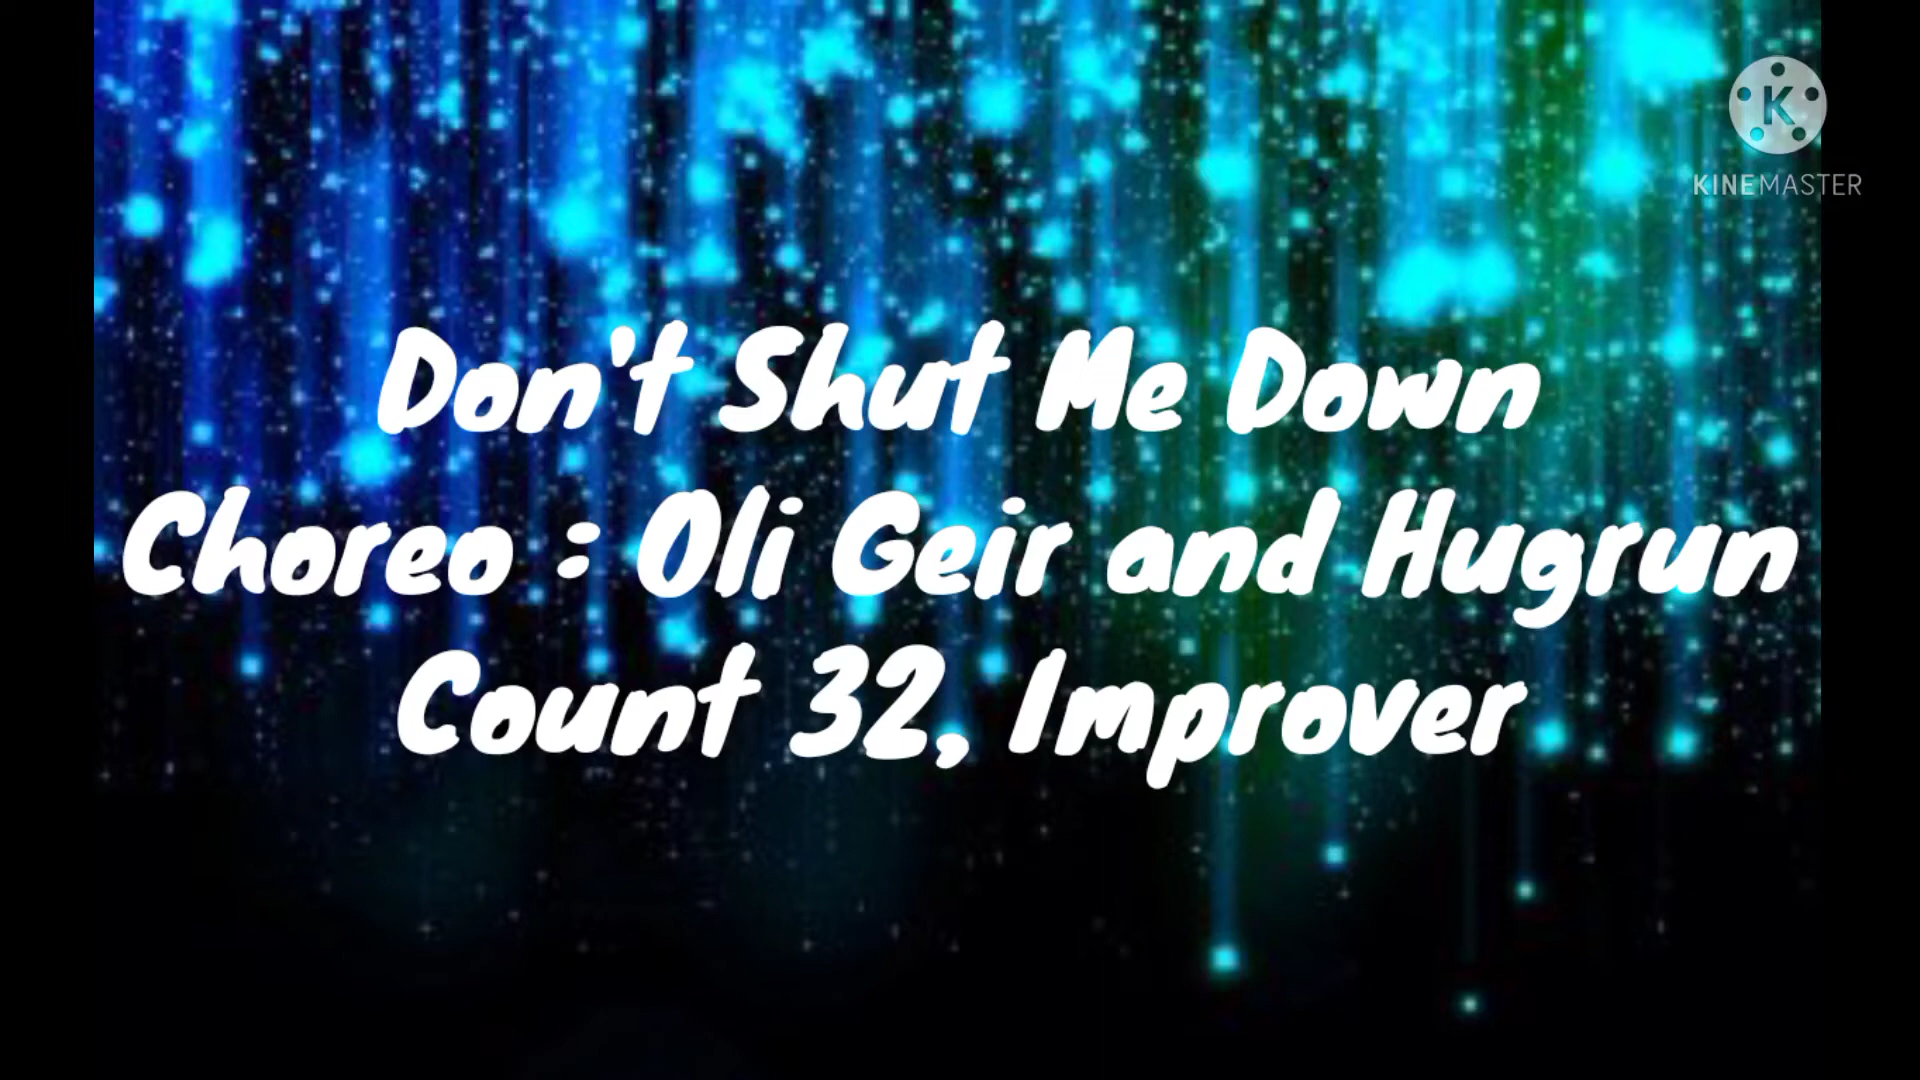 K
KINEMASTER
Don't Shut Me Down
Choreo : Oli Geir and Hugrun
Count 32, Improver